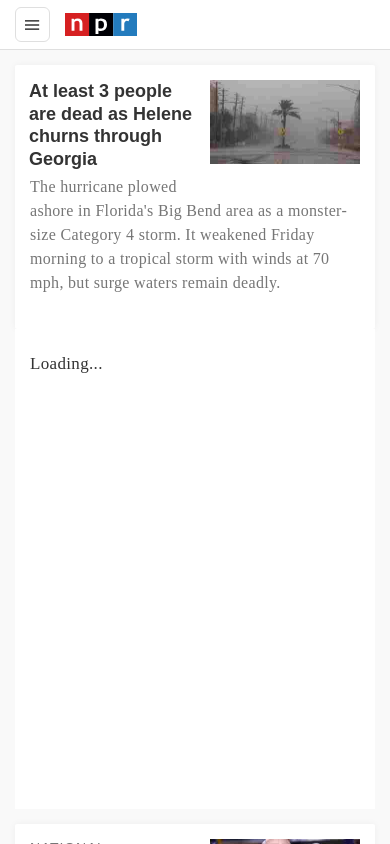 npr
At least 3 people
are dead as Helene
churns through
Georgia
The hurricane plowed
ashore in Florida's Big Bend area as a monster-
size Category 4 storm. It weakened Friday
morning to a tropical storm with winds at 70
mph, but surge waters remain deadly.
Loading...
NATIONAL